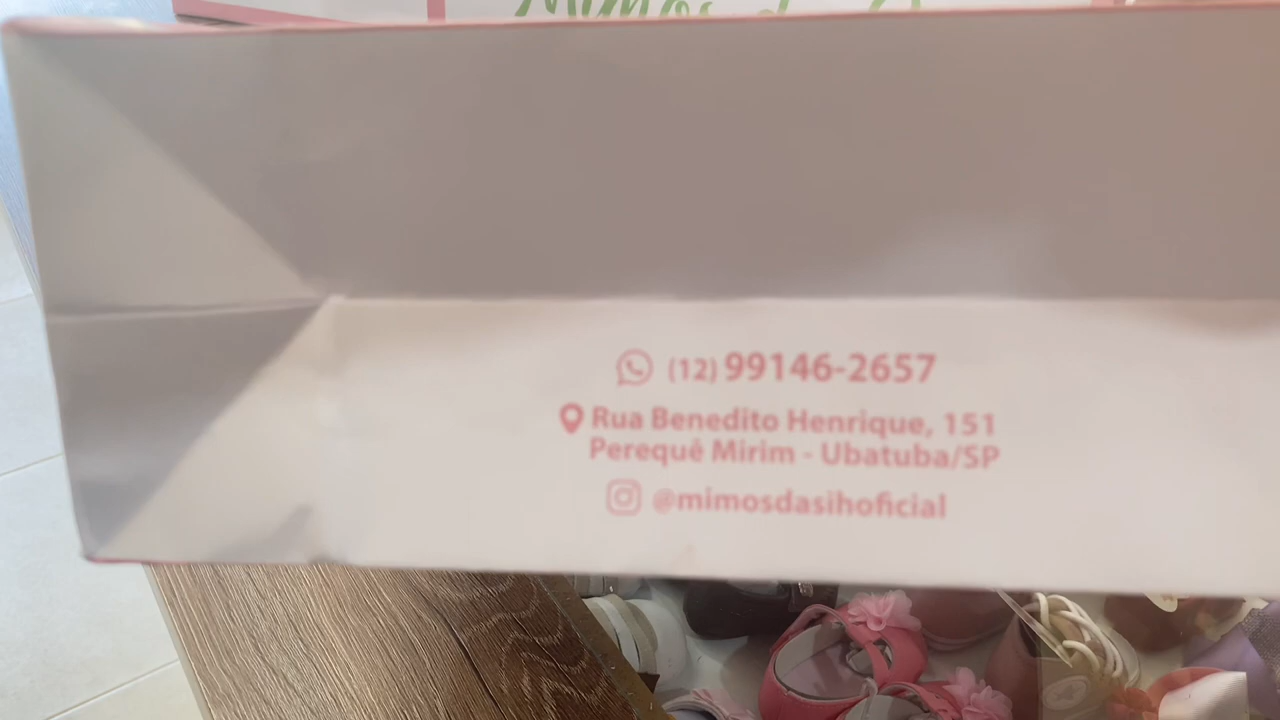 (12) 99146-2657
Rua Benedito Henrique, 151
Perequê Mirim - Ubatuba/SP
@mimosdasihoficial